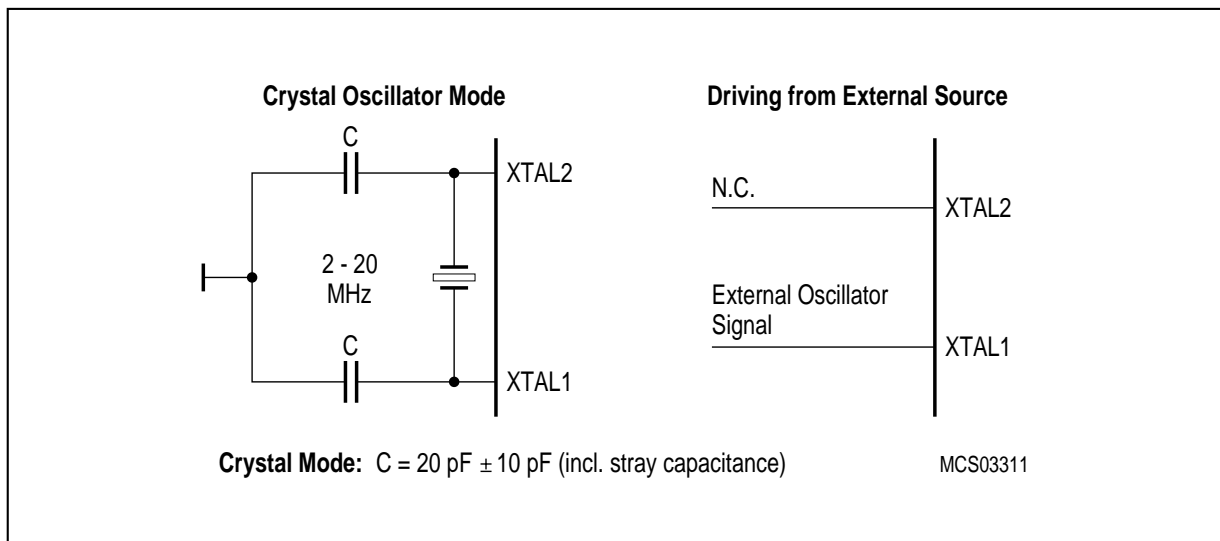 Crystal Oscillator Mode
C
XTAL2
2 - 20
MHz
C
XTAL1
Driving from External Source
N.C.
XTAL2
External Oscillator
Signal
XTAL1
Crystal Mode: C = 20 pF ± 10 pF (incl. stray capacitance)
MCS03311